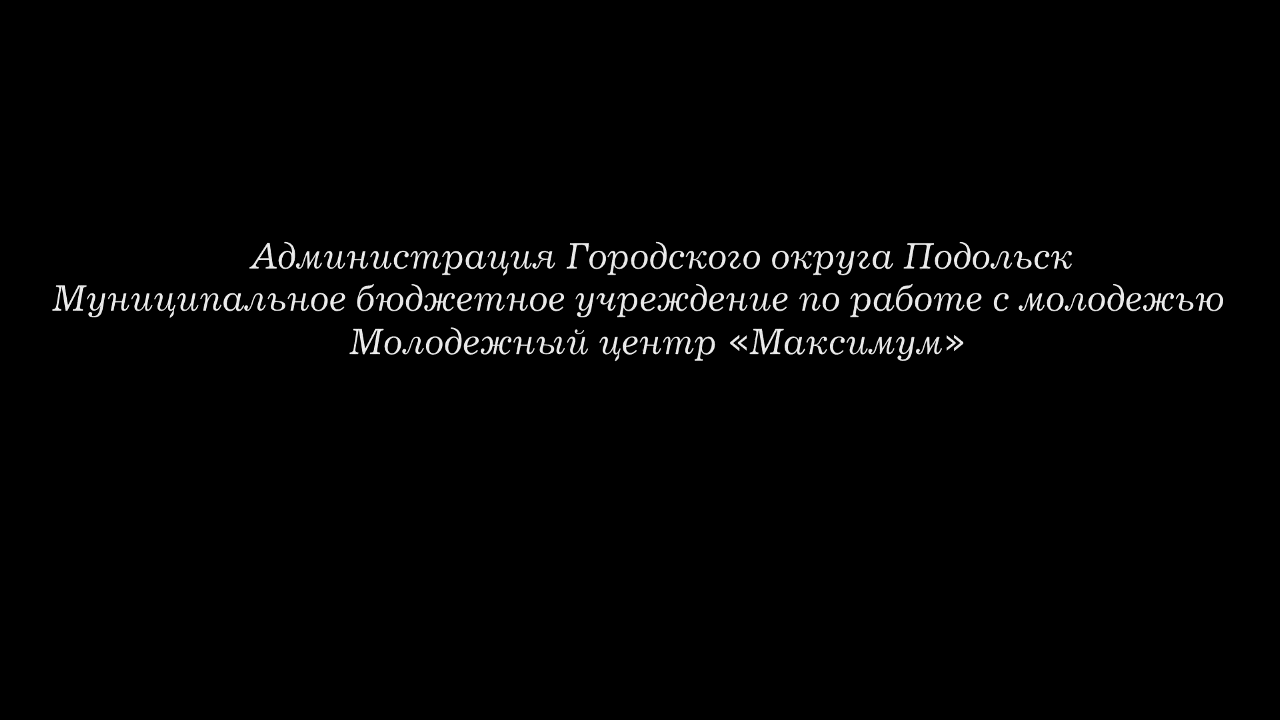 Администрация Городского округа Подольск
Муниципальное бюджетное учреждение по работе с молодежью
Молодежный центр «Максимум»